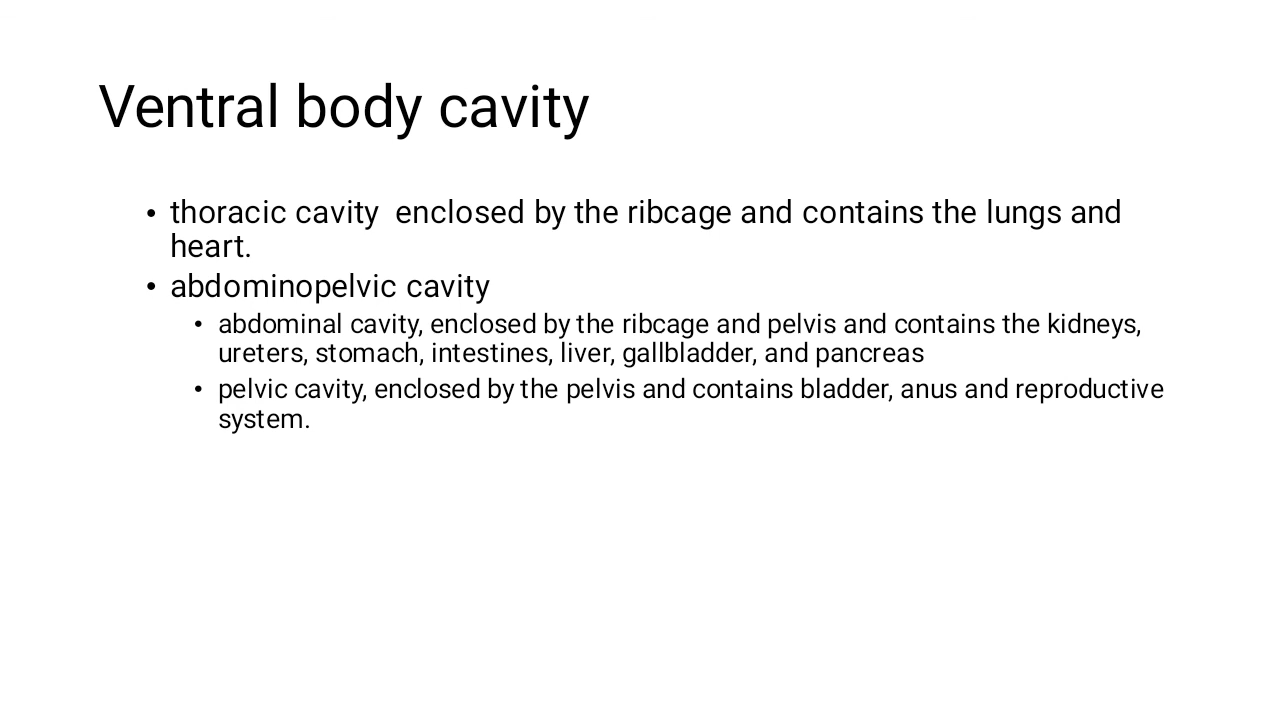 Ventral body cavity
• thoracic cavity  enclosed by the ribcage and contains the lungs and
heart.
• abdominopelvic cavity
• abdominal cavity, enclosed by the ribcage and pelvis and contains the kidneys,
ureters, stomach, intestines, liver, gallbladder, and pancreas
• pelvic cavity, enclosed by the pelvis and contains bladder, anus and reproductive
system.